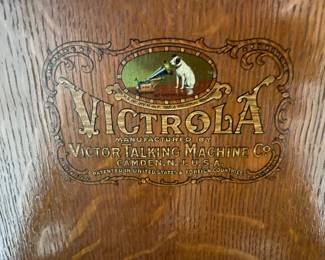 VICTROLA
MANUFACTURED BY
VICTOR TALKING MACHINE CO.
CAMDEN, N.J. U.S.A.
PATENTED IN UNITED STATES & FOREIGN COUNTRIES